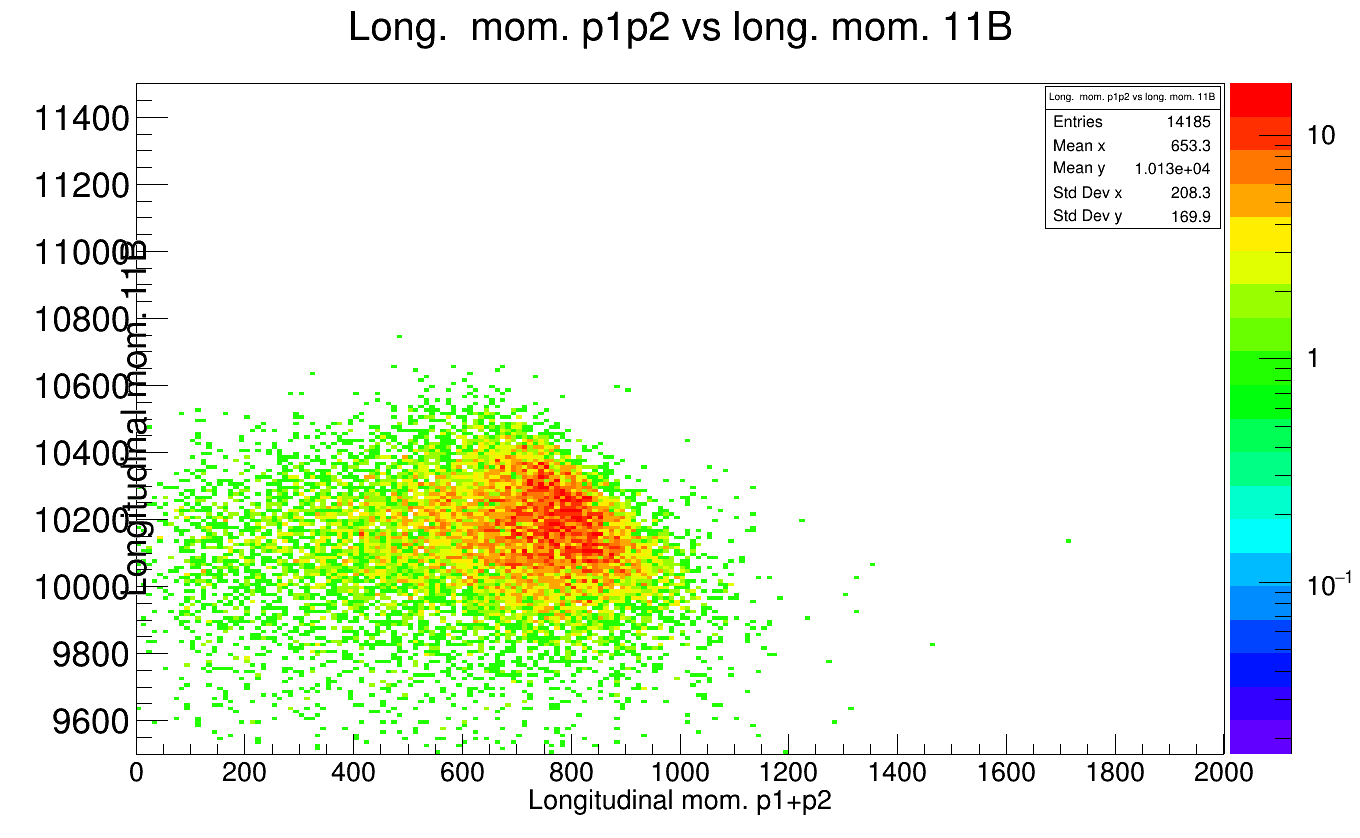 Long.  mom. p1p2 vs long. mom. 11B
Long.  mom. p1p2 vs long. mom. 11B
Entries 14185
Mean x 653.3
Mean y 1.013e+04
Std Dev x 208.3
Std Dev y 169.9
11400
11200
11000
10800
10600
10400
10200
10000
9800
9600
Longitudinal mom. 11B
10
1
10−1
0 200 400 600 800 1000 1200 1400 1600 1800 2000
Longitudinal mom. p1+p2